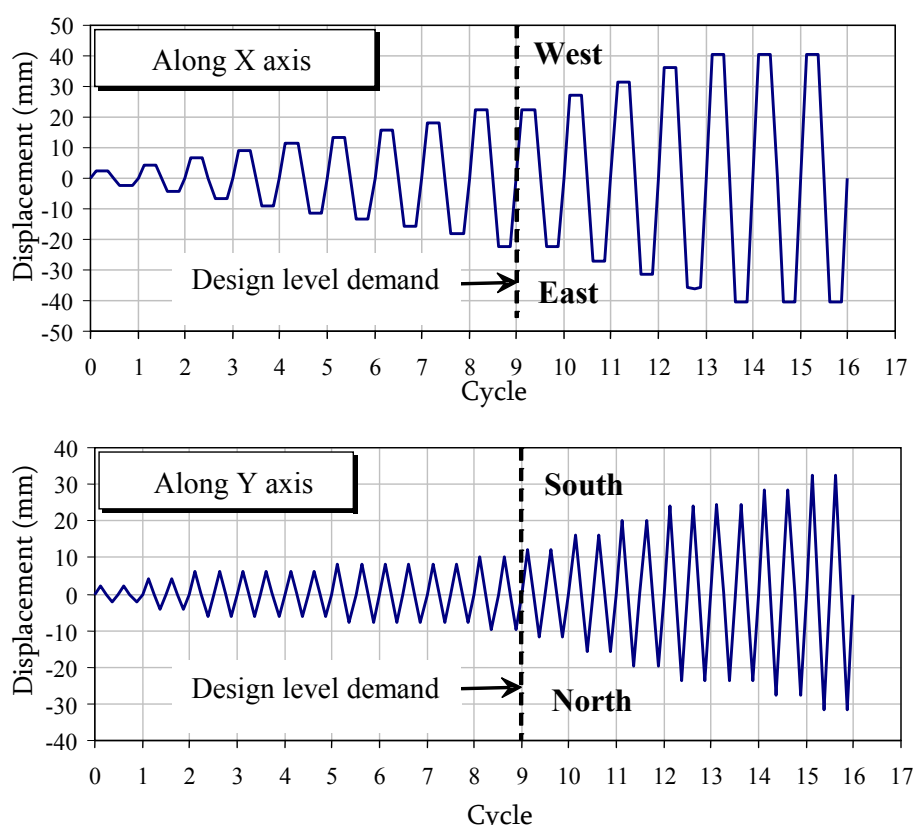 50
40
30
20
10
0
-10
-20
-30
-40
-50
Displacement (mm)
Along X axis
West
Design level demand
East
0 1 2 3 4 5 6 7 8 9 10 11 12 13 14 15 16 17
Cycle
40
30
20
10
0
-10
-20
-30
-40
Displacement (mm)
Along Y axis
South
Design level demand
North
0 1 2 3 4 5 6 7 8 9 10 11 12 13 14 15 16 17
Cycle